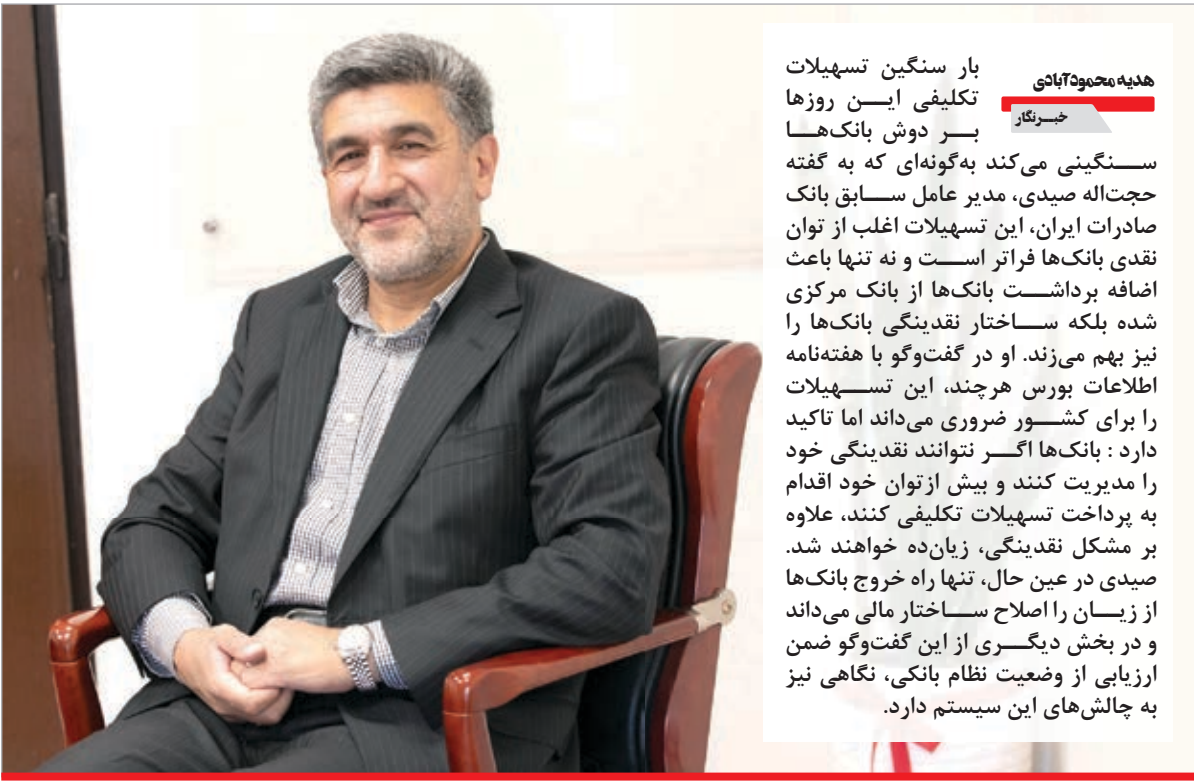 هدیه محمودآبادی
خبرنگار
بار سنگین تسهیلات
تکلیفی این روزها
بر دوش بانک‌ها
سنگینی می‌کند به‌گونه‌ای که به گفته
حجت‌اله صیدی، مدیر عامل سابق بانک
صادرات ایران، این تسهیلات اغلب از توان
نقدی بانک‌ها فراتر است و نه تنها باعث
اضافه برداشت بانک‌ها از بانک مرکزی
شده بلکه ساختار نقدینگی بانک‌ها را
نیز بهم می‌زند. او در گفت‌وگو با هفته‌نامه
اطلاعات بورس هرچند، این تسهیلات
را برای کشور ضروری می‌داند اما تاکید
دارد : بانک‌ها اگر نتوانند نقدینگی خود
را مدیریت کنند و بیش ازتوان خود اقدام
به پرداخت تسهیلات تکلیفی کنند، علاوه
بر مشکل نقدینگی، زیان‌ده خواهند شد.
صیدی در عین حال، تنها راه خروج بانک‌ها
از زیان را اصلاح ساختار مالی می‌داند
و در بخش دیگری از این گفت‌وگو ضمن
ارزیابی از وضعیت نظام بانکی، نگاهی نیز
به چالش‌های این سیستم دارد.